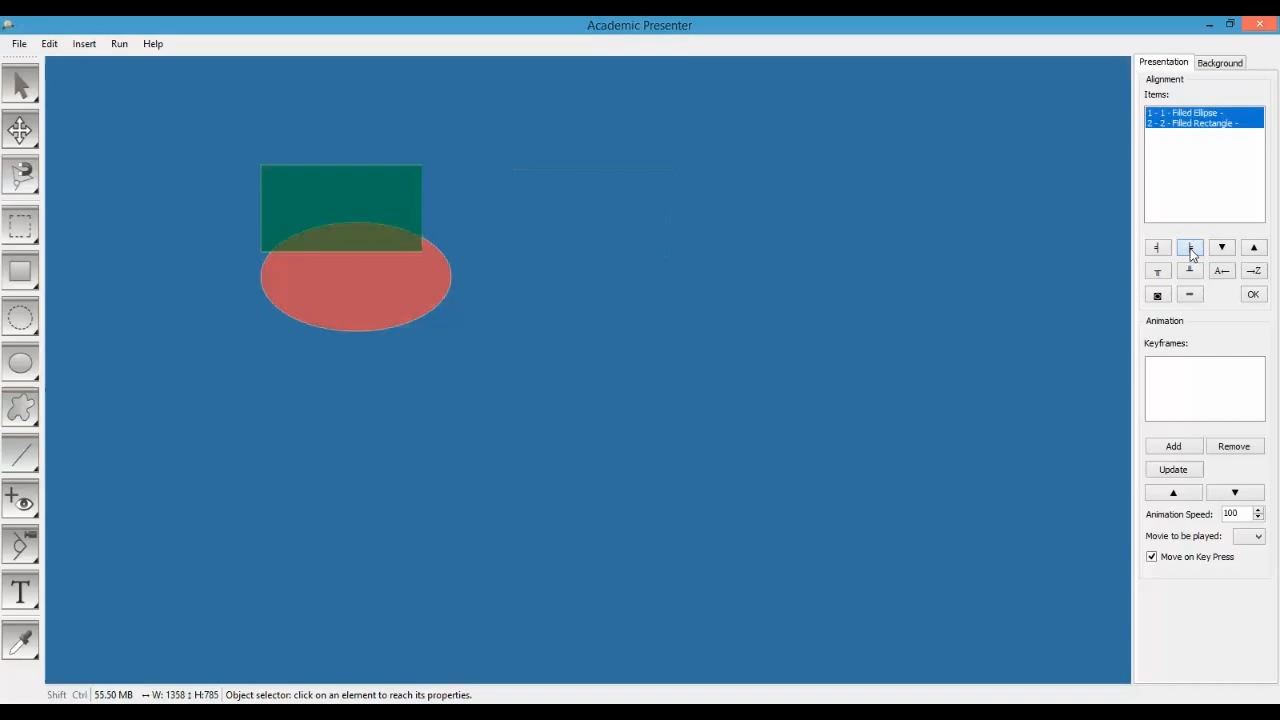 Academic Presenter
File Edit Insert Run Help
Presentation Background
Alignment
Items:
1 - 1 - Filled Ellipse -
2 - 2 - Filled Rectangle -
A← →Z
OK
Animation
Keyframes:
Add Remove
Update
Animation Speed: 100
Movie to be played:
Move on Key Press
T
Shift Ctrl 55.50 MB ↔ W: 1358 ↕ H:785 Object selector: click on an element to reach its properties.